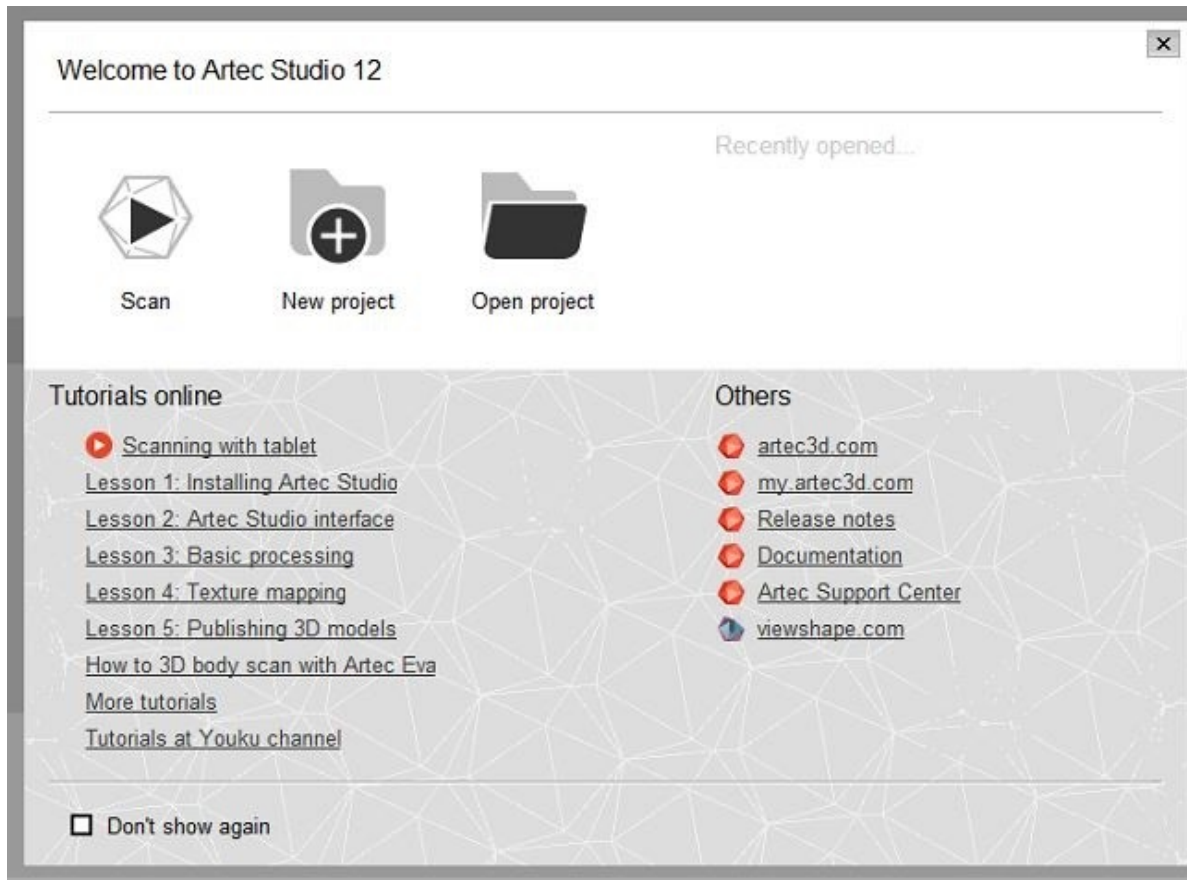 Welcome to Artec Studio 12
Recently opened...
Scan
New project
Open project
Tutorials online
Scanning with tablet
Lesson 1: Installing Artec Studio
Lesson 2: Artec Studio interface
Lesson 3: Basic processing
Lesson 4: Texture mapping
Lesson 5: Publishing 3D models
How to 3D body scan with Artec Eva
More tutorials
Tutorials at Youku channel
Others
artec3d.com
my.artec3d.com
Release notes
Documentation
Artec Support Center
viewshape.com
Don't show again